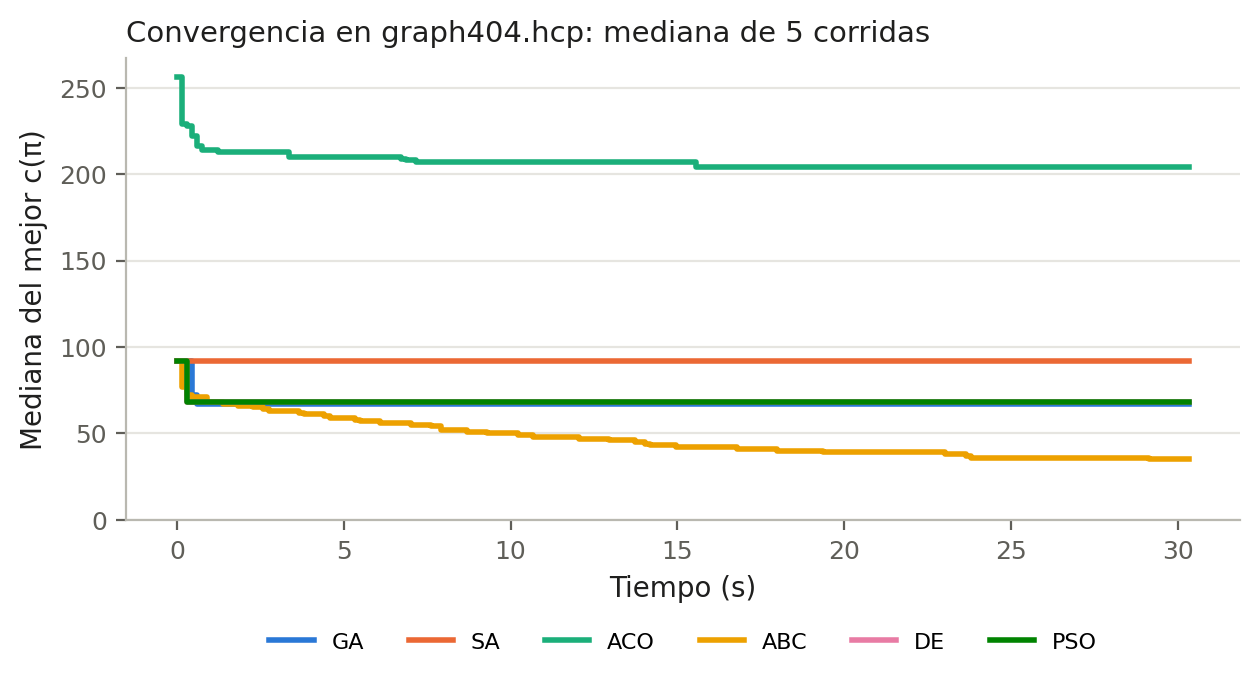 Convergencia en graph404.hcp: mediana de 5 corridas
Mediana del mejor c(π)
250
200
150
100
50
0
0 5 10 15 20 25 30
Tiempo (s)
GA SA ACO ABC DE PSO